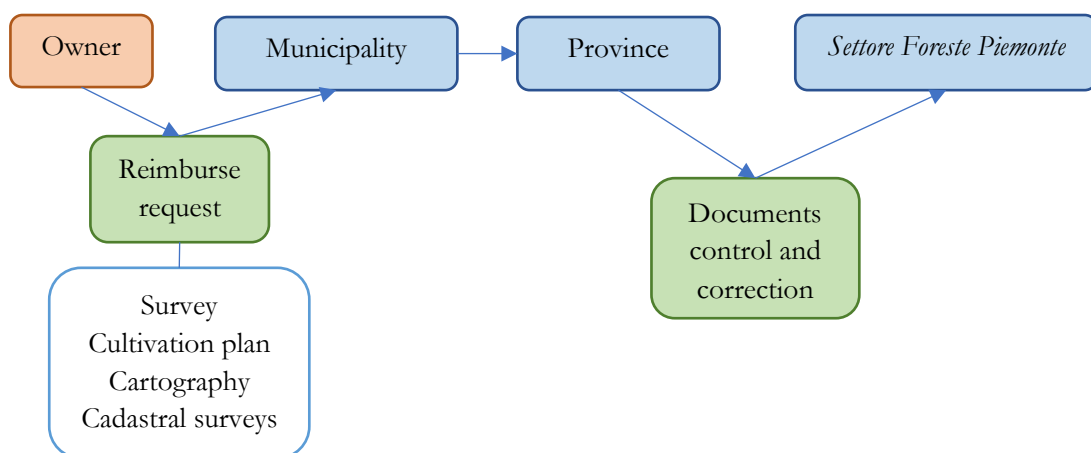 Owner
Municipality
Province
Settore Foreste Piemonte
Reimburse
request
Documents
control and
correction
Survey
Cultivation plan
Cartography
Cadastral surveys